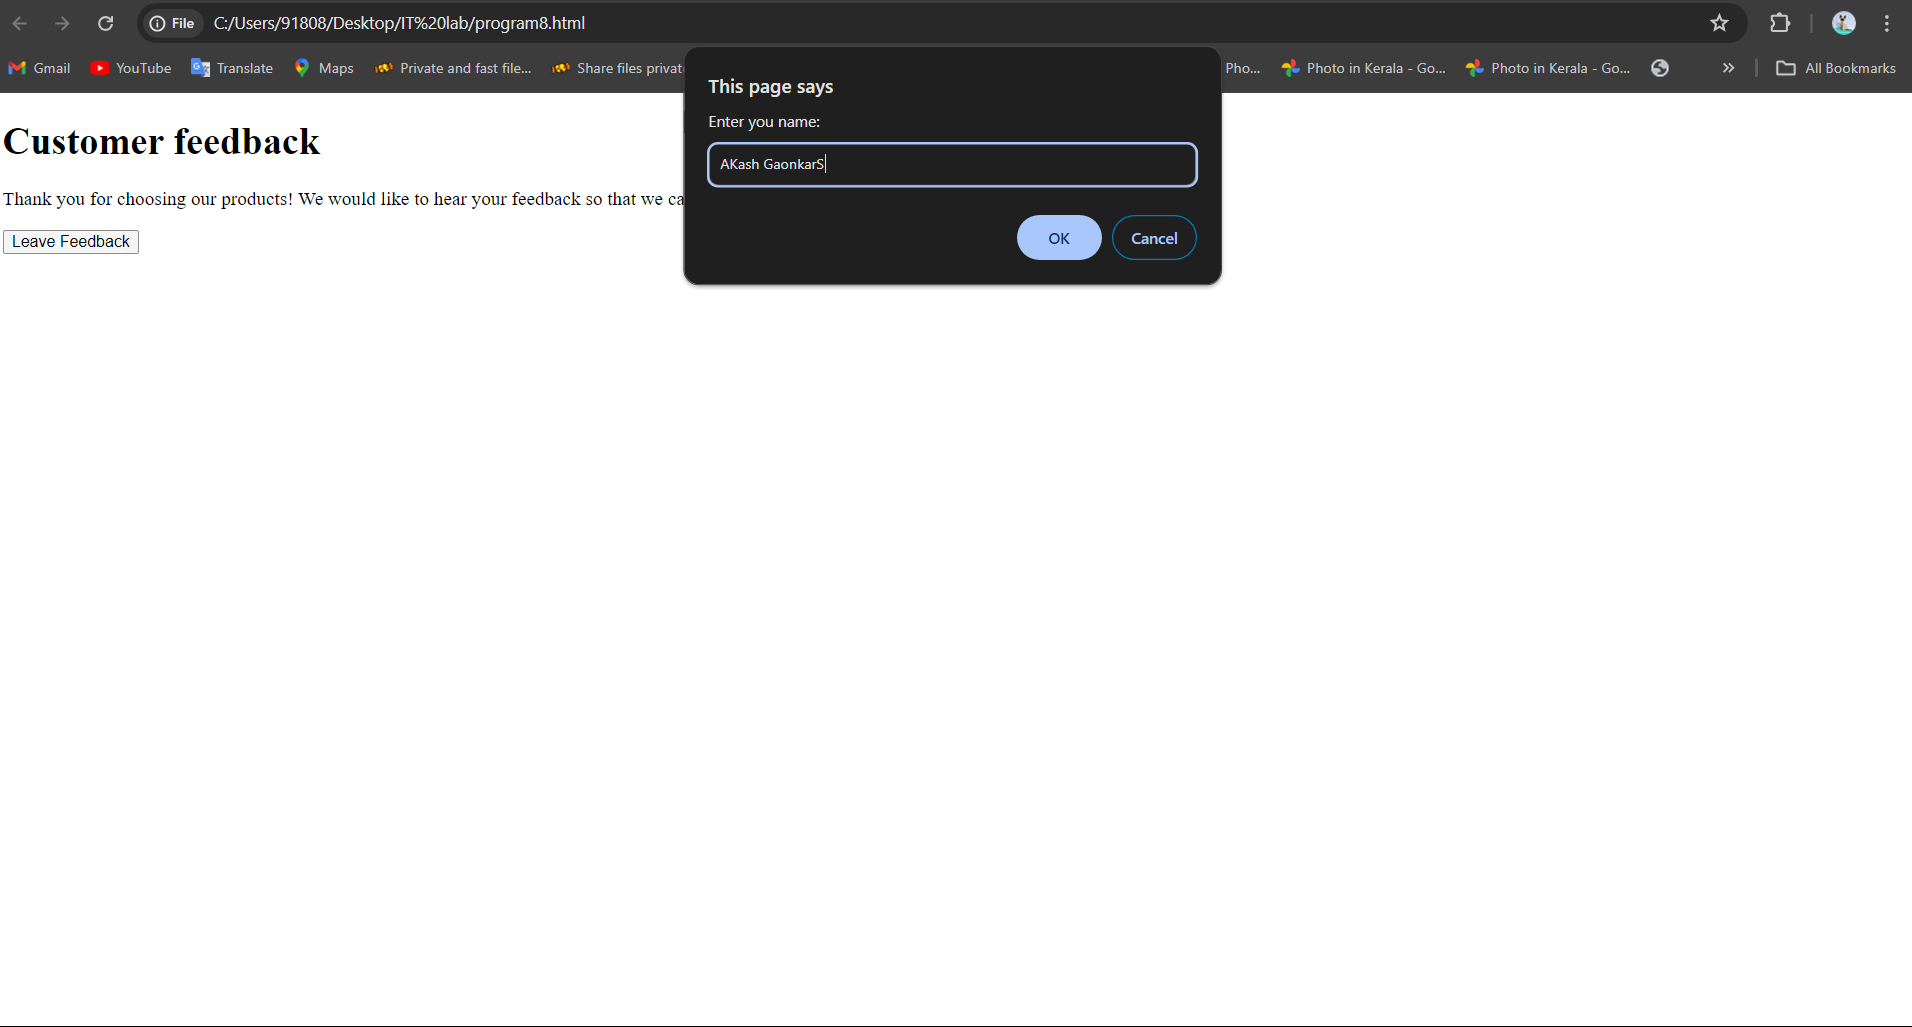 File C:/Users/91808/Desktop/IT%20lab/program8.html
Gmail YouTube Translate Maps Private and fast file... Share files privat Pho... Photo in Kerala - Go... Photo in Kerala - Go... » All Bookmarks
This page says
Enter you name:
AKash GaonkarS
OK Cancel
Customer feedback
Thank you for choosing our products! We would like to hear your feedback so that we ca
Leave Feedback